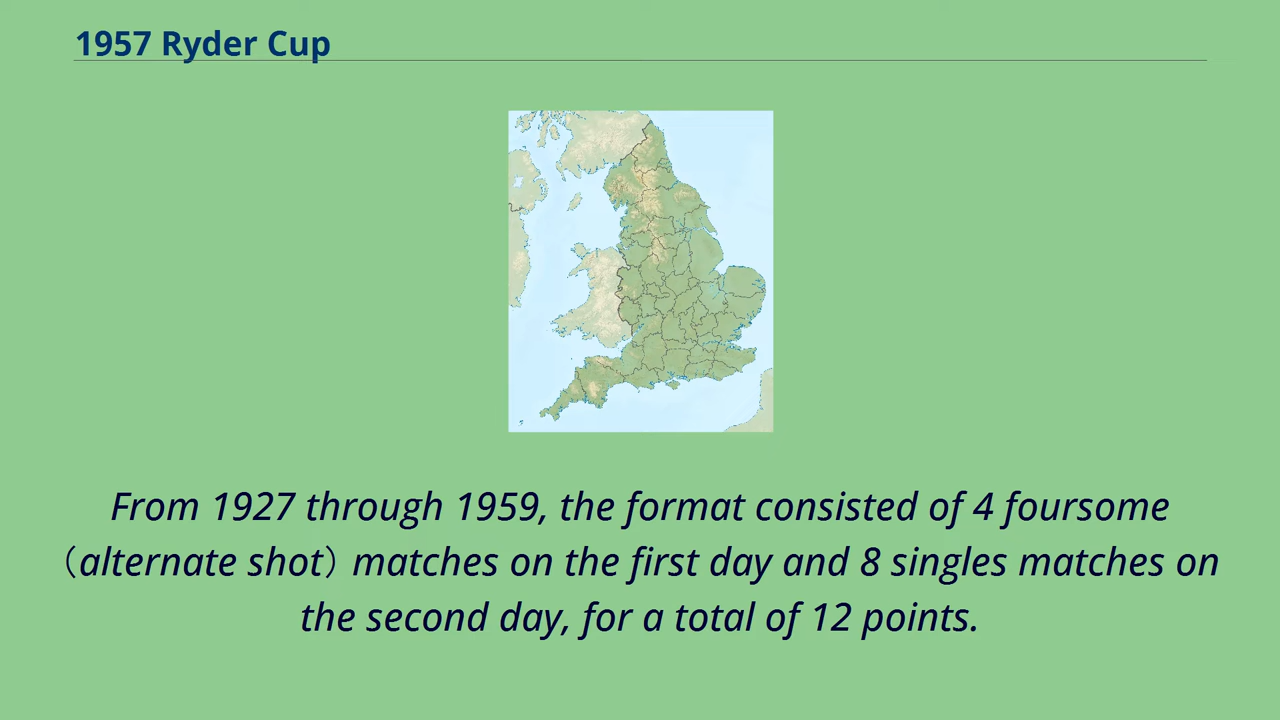 1957 Ryder Cup
From 1927 through 1959, the format consisted of 4 foursome
（alternate shot） matches on the first day and 8 singles matches on
the second day, for a total of 12 points.